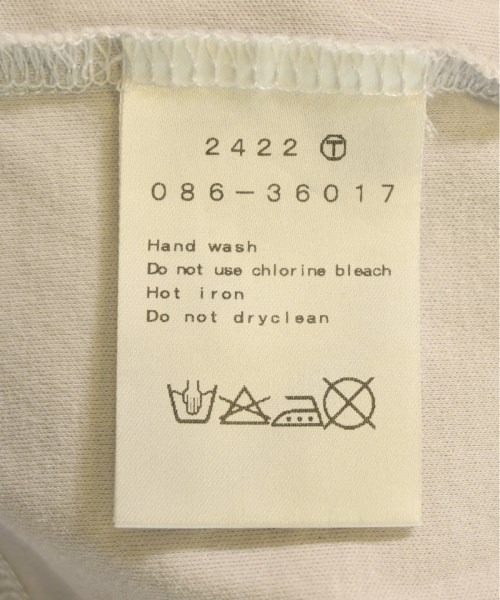 2422 Ⓣ
086-36017
Hand wash
Do not use chlorine bleach
Hot iron
Do not dryclean